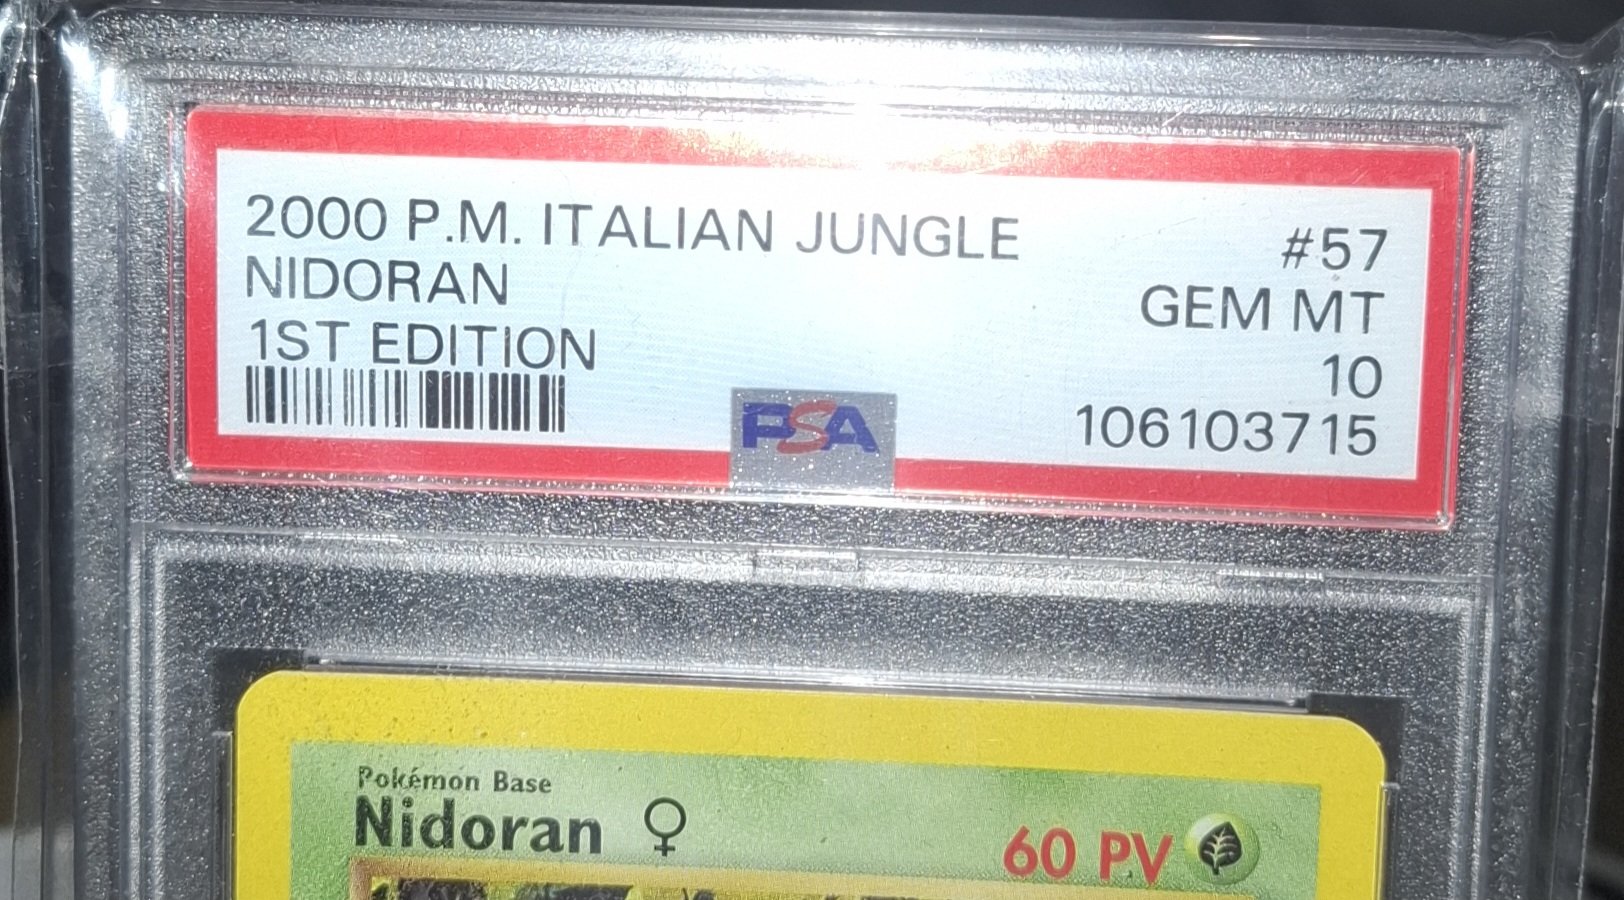 2000 P.M. ITALIAN JUNGLE #57
NIDORAN GEM MT
1ST EDITION 10
PSA 106103715
Pokémon Base
Nidoran ♀ 60 PV